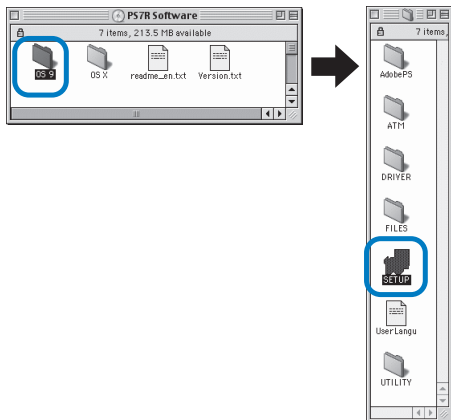 PS7R Software
7 items, 213.5 MB available
OS 9
OS X
readme_en.txt
Version.txt
7 items,
AdobePS
ATM
DRIVER
FILES
SETUP
UserLangu
UTILITY